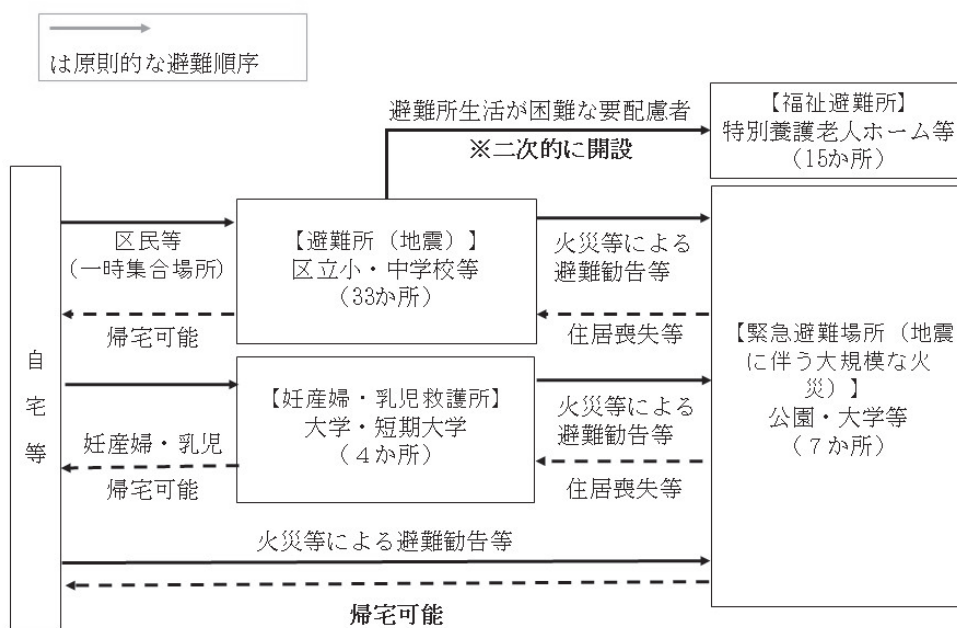 は原則的な避難順序
避難所生活が困難な要配慮者
※二次的に開設
【福祉避難所】
特別養護老人ホーム等
（15か所）
自
宅
等
区民等
（一時集合場所）
帰宅可能
【避難所（地震）】
区立小・中学校等
（33か所）
火災等による
避難勧告等
住居喪失等
妊産婦・乳児
帰宅可能
【妊産婦・乳児救護所】
大学・短期大学
（４か所）
火災等による
避難勧告等
住居喪失等
【緊急避難場所（地震
に伴う大規模な火
災）】
公園・大学等
（７か所）
火災等による避難勧告等
帰宅可能